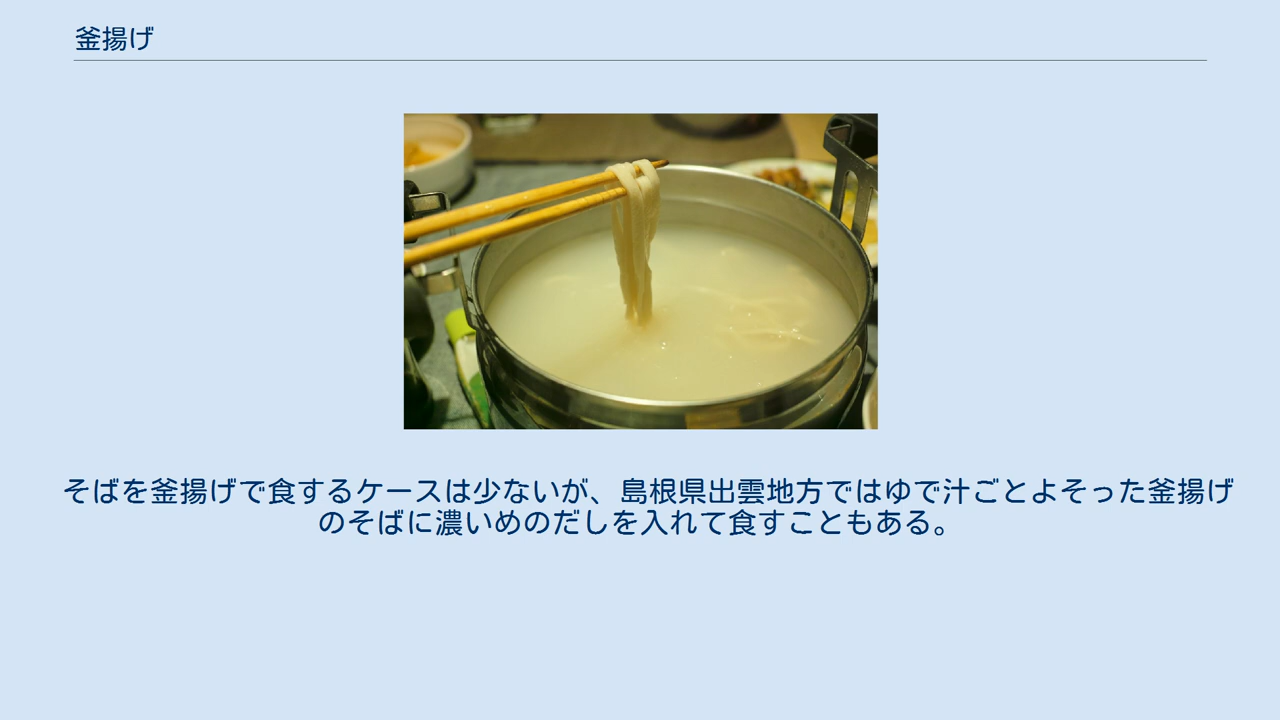 釜揚げ
そばを釜揚げで食するケースは少ないが、島根県出雲地方ではゆで汁ごとよそった釜揚げ
のそばに濃いめのだしを入れて食すこともある。